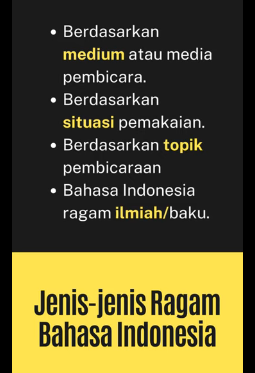 • Berdasarkan
medium atau media
pembicara.
• Berdasarkan
situasi pemakaian.
• Berdasarkan topik
pembicaraan
• Bahasa Indonesia
ragam ilmiah/baku.
Jenis-jenis Ragam
Bahasa Indonesia